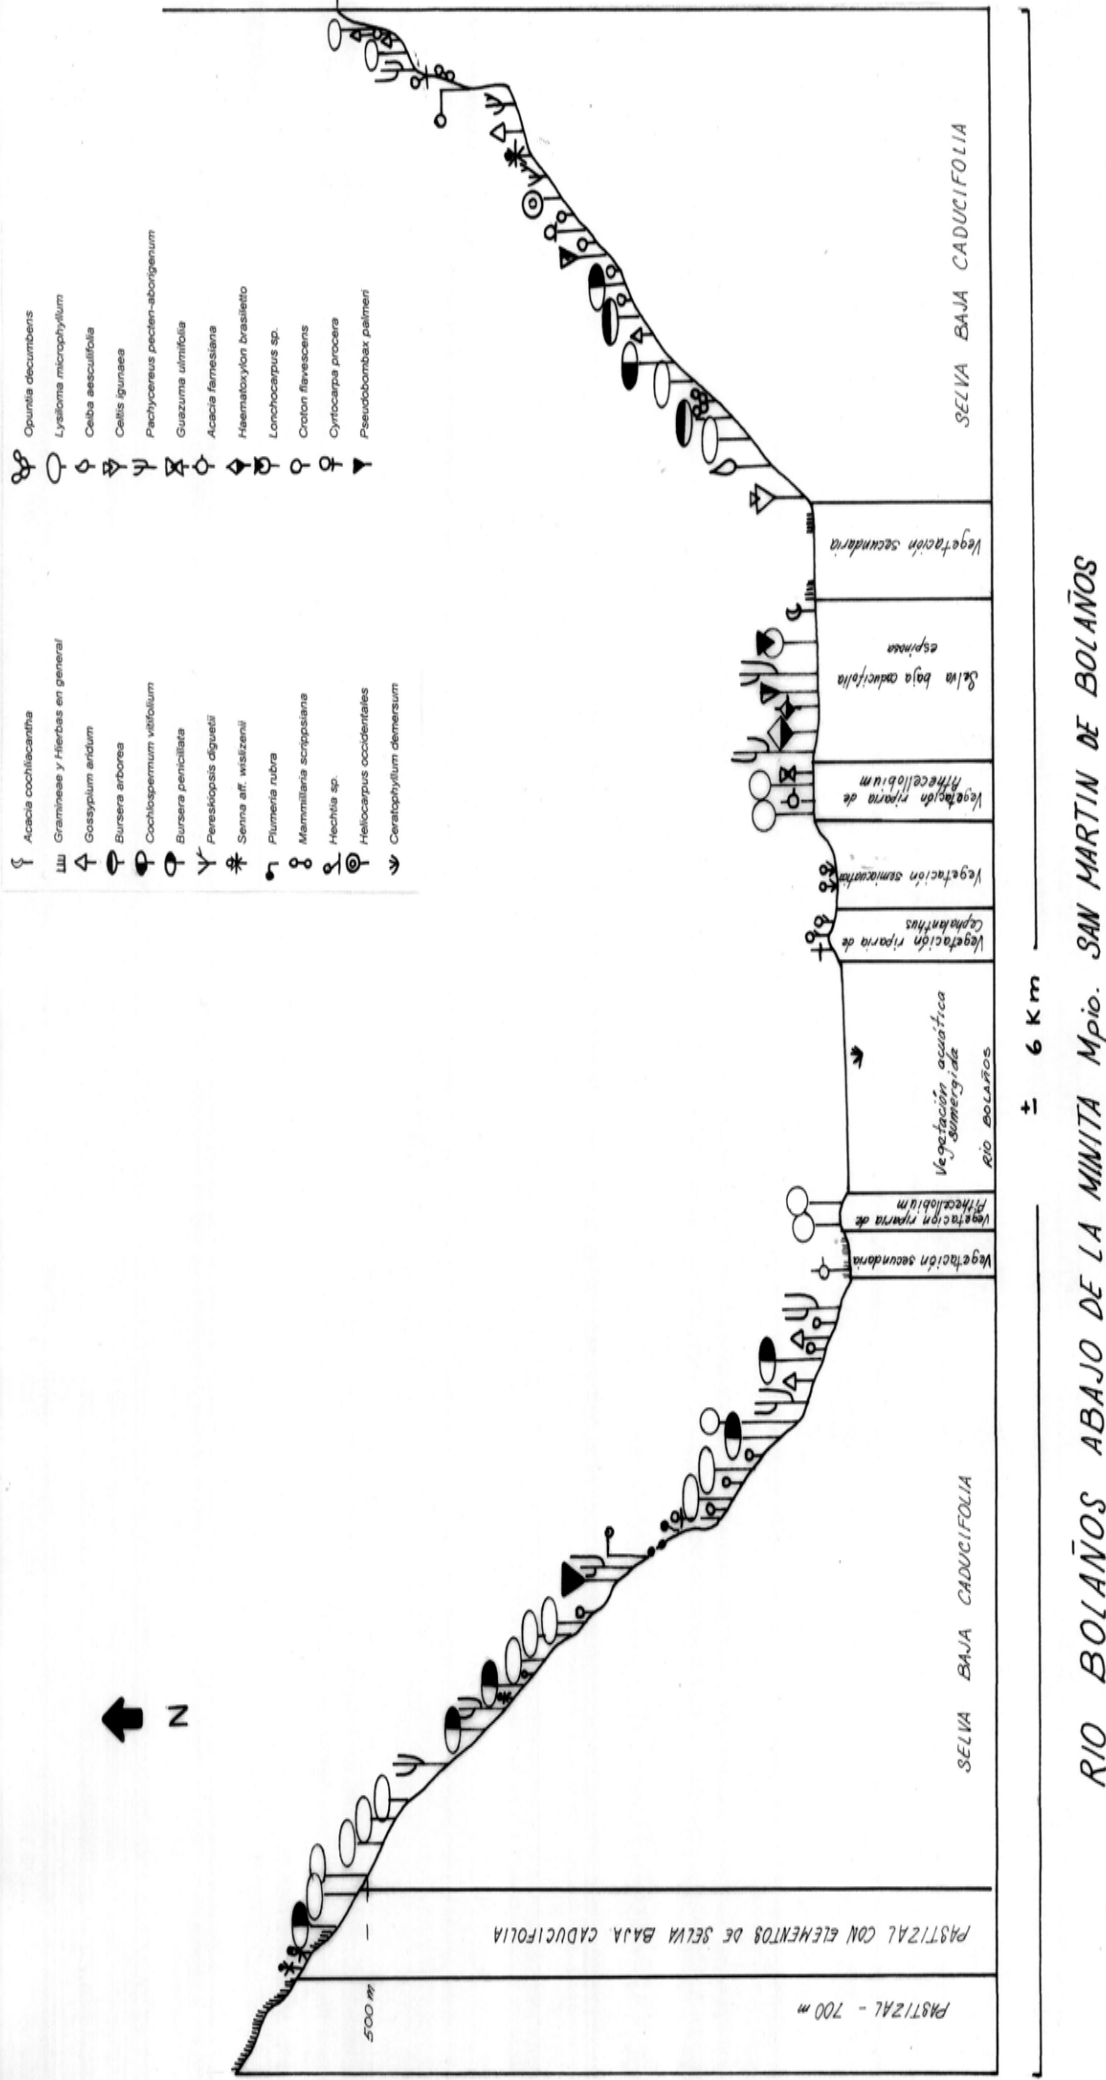 Acacia cochliacantha
Gramineae y Hierbas en general
Gossypium aridum
Bursera arborea
Cochlospermum vitifolium
Bursera penicillata
Pereskiopsis diguetii
Senna aff. wislizenii
Plumeria rubra
Mammillaria scrippsiana
Hechtia sp.
Heliocarpus occidentales
Ceratophyllum demersum
Opuntia decumbens
Lysiloma microphyllum
Ceiba aesculifolia
Celtis igunaea
Pachycereus pecten-aborigenum
Guazuma ulmifolia
Acacia farnesiana
Haematoxylon brasiletto
Lonchocarpus sp.
Croton flavescens
Cyrtocarpa procera
Pseudobombax palmeri
N
500 m
PASTIZAL - 700 m
PASTIZAL CON ELEMENTOS DE SELVA BAJA CADUCIFOLIA
SELVA BAJA CADUCIFOLIA
Vegetación secundaria
Vegetación riparia de
Pithecellobium
Vegetación acuática
sumergida
RIO BOLAÑOS
Vegetación riparia de
Cephalanthus
Vegetación semiacuatica
Vegetación riparia de
Pithecellobium
Selva baja caducifolia
espinosa
Vegetación secundaria
SELVA BAJA CADUCIFOLIA
± 6 Km
RIO BOLAÑOS ABAJO DE LA MINITA Mpio. SAN MARTIN DE BOLAÑOS